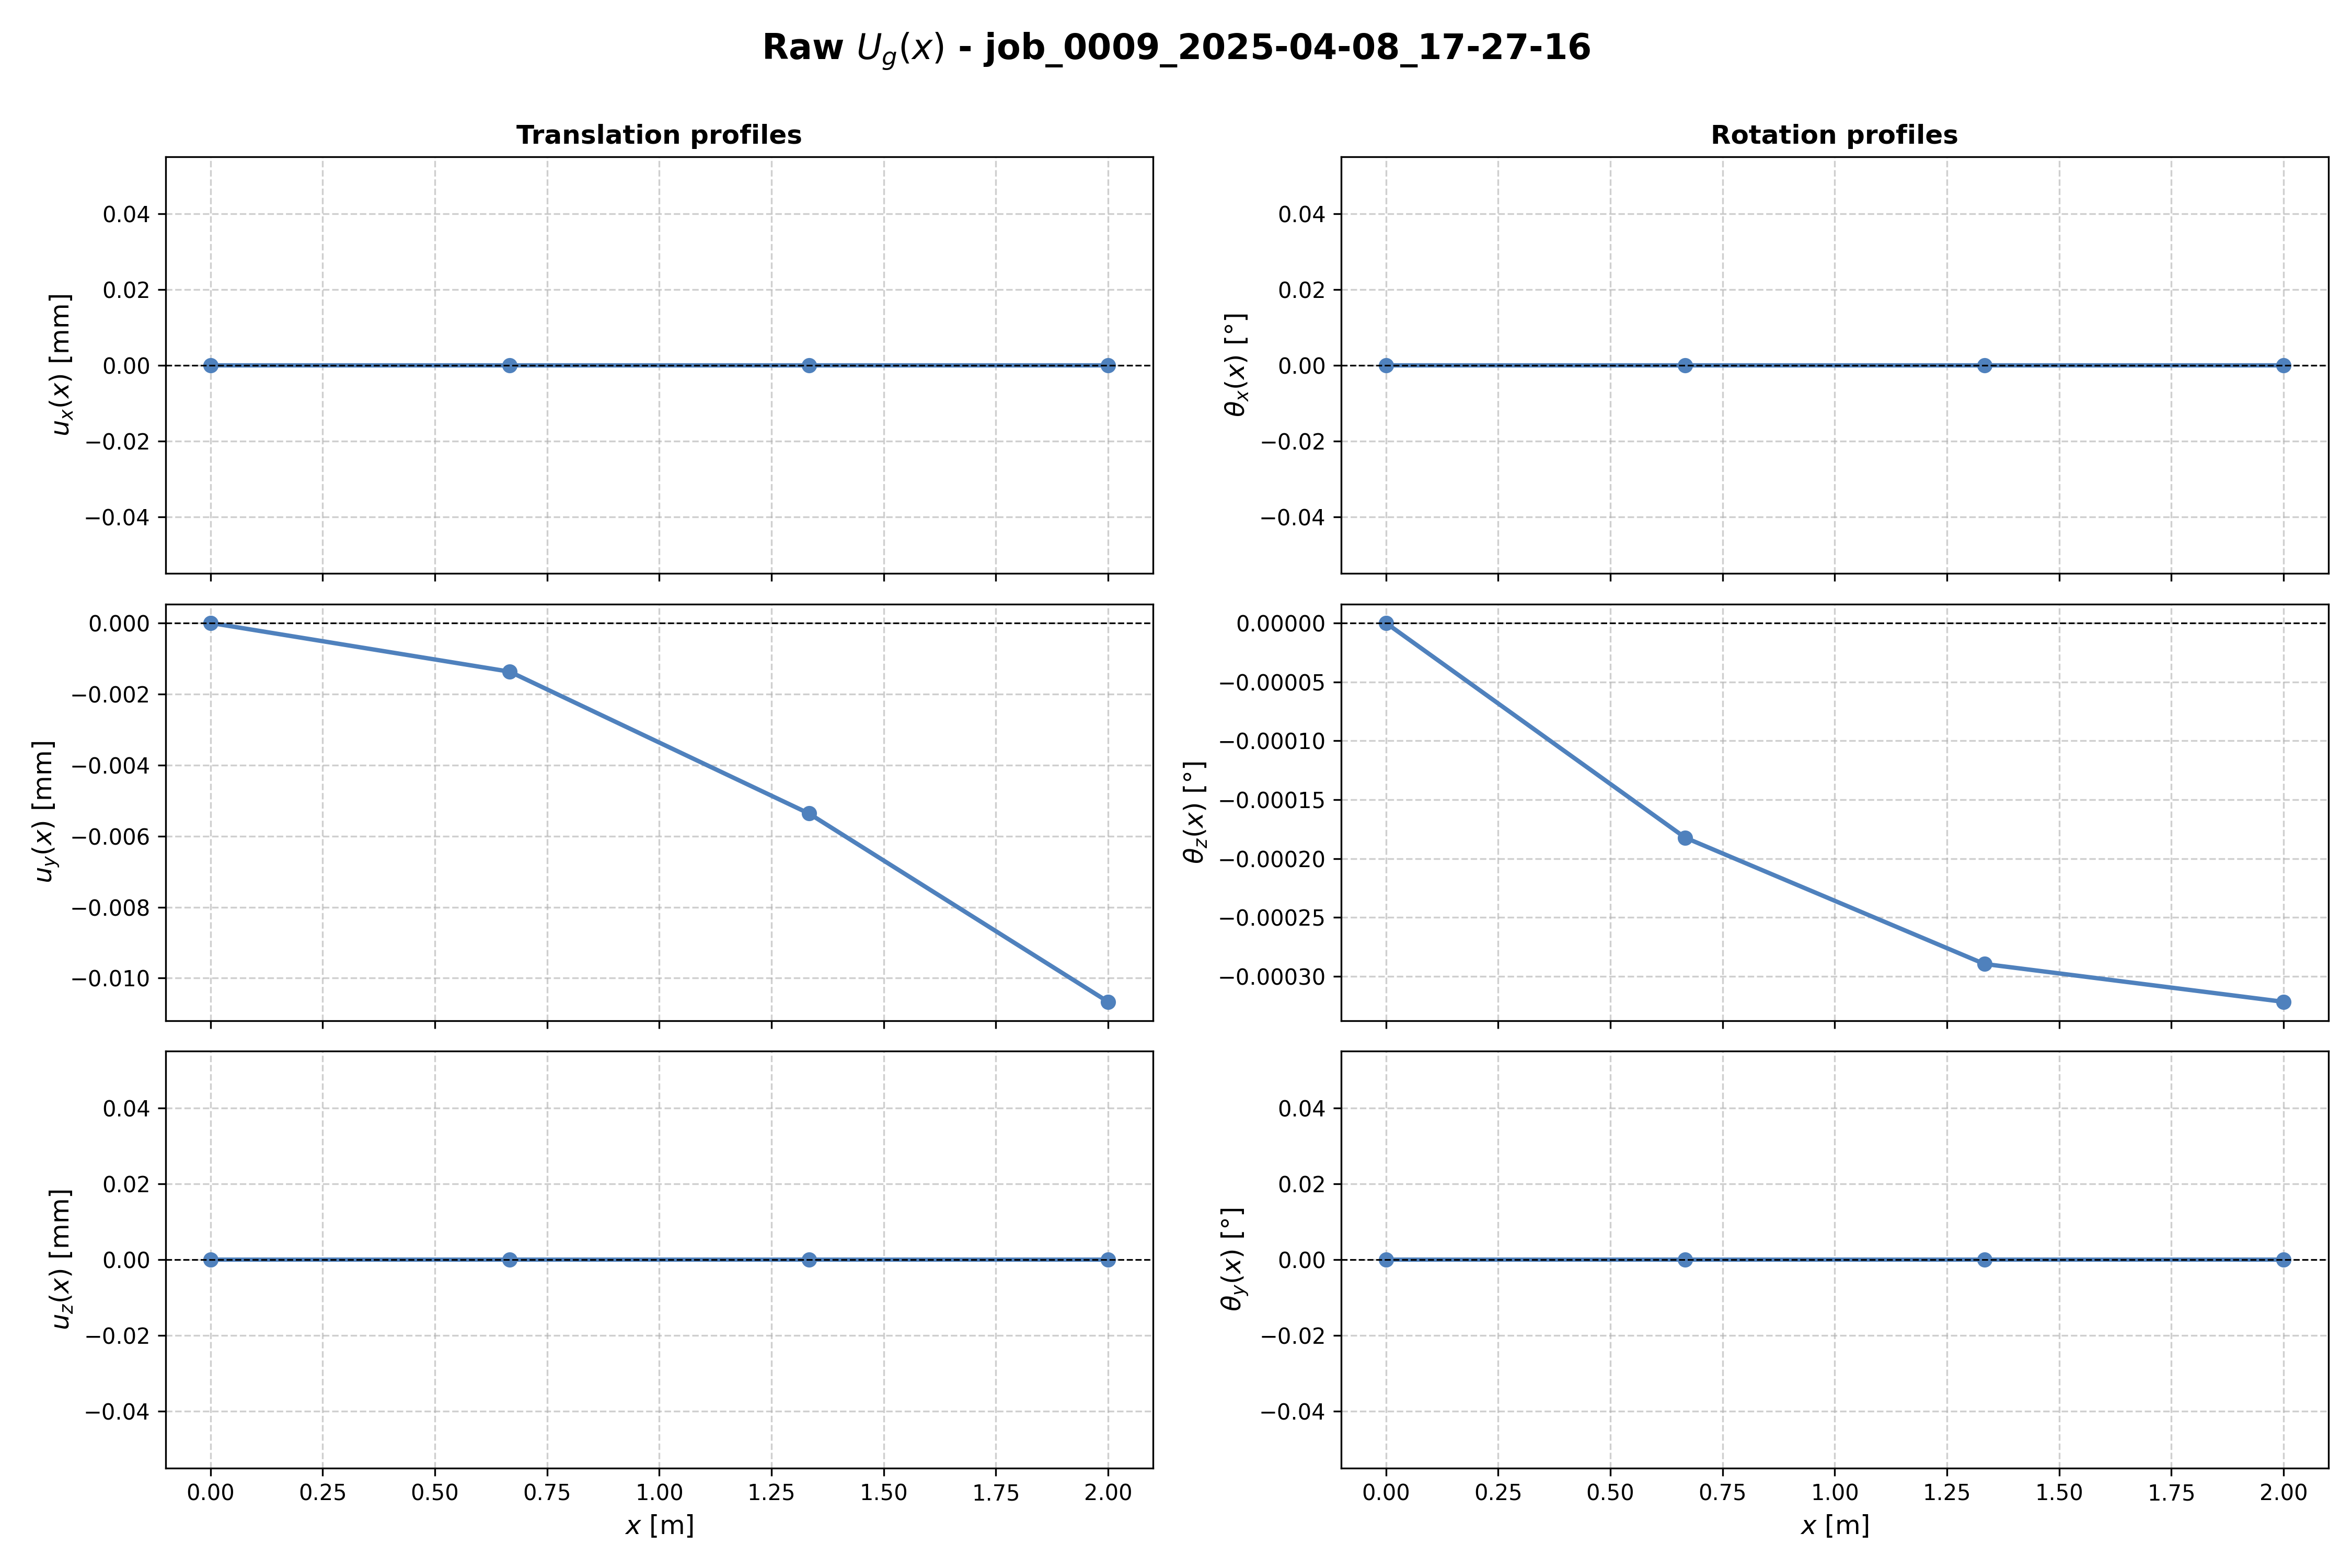 Raw U_g(x) - job_0009_2025-04-08_17-27-16
Translation profiles
Rotation profiles
u_x(x) [mm]
0.04
0.02
0.00
−0.02
−0.04
θ_x(x) [°]
0.04
0.02
0.00
−0.02
−0.04
u_y(x) [mm]
0.000
−0.002
−0.004
−0.006
−0.008
−0.010
θ_z(x) [°]
0.00000
−0.00005
−0.00010
−0.00015
−0.00020
−0.00025
−0.00030
u_z(x) [mm]
0.04
0.02
0.00
−0.02
−0.04
0.00 0.25 0.50 0.75 1.00 1.25 1.50 1.75 2.00
x [m]
θ_y(x) [°]
0.04
0.02
0.00
−0.02
−0.04
0.00 0.25 0.50 0.75 1.00 1.25 1.50 1.75 2.00
x [m]